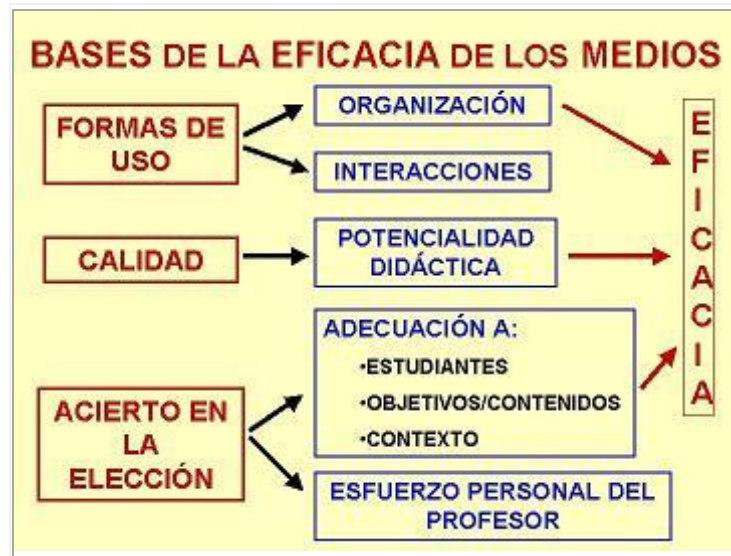 BASES DE LA EFICACIA DE LOS MEDIOS
FORMAS DE
USO
ORGANIZACIÓN
INTERACCIONES
CALIDAD
POTENCIALIDAD
DIDÁCTICA
ACIERTO EN
LA
ELECCIÓN
ADECUACIÓN A:
•ESTUDIANTES
•OBJETIVOS/CONTENIDOS
•CONTEXTO
ESFUERZO PERSONAL DEL
PROFESOR
EFICACIA